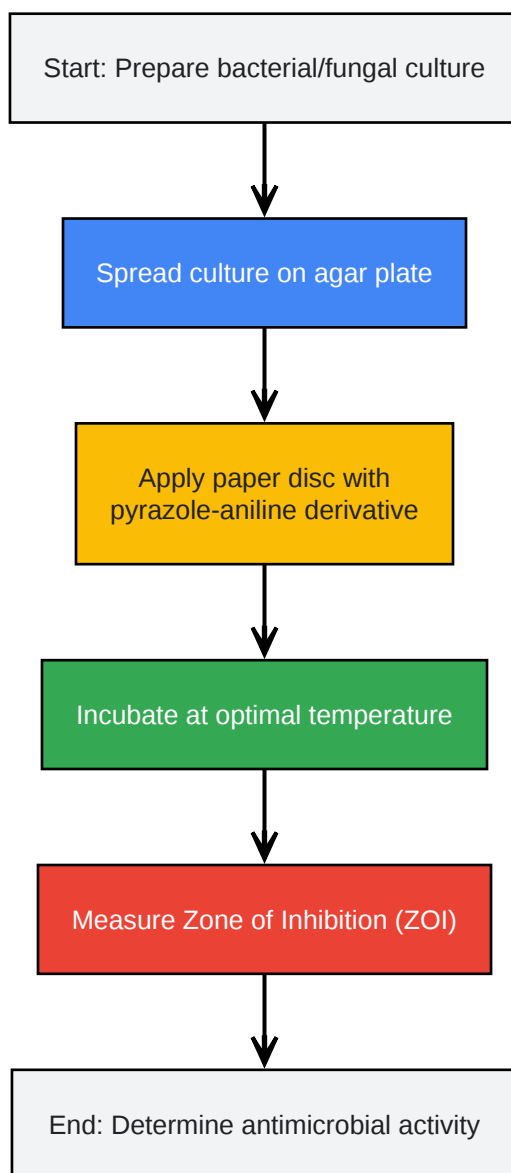 Start: Prepare bacterial/fungal culture
Spread culture on agar plate
Apply paper disc with
pyrazole-aniline derivative
Incubate at optimal temperature
Measure Zone of Inhibition (ZOI)
End: Determine antimicrobial activity